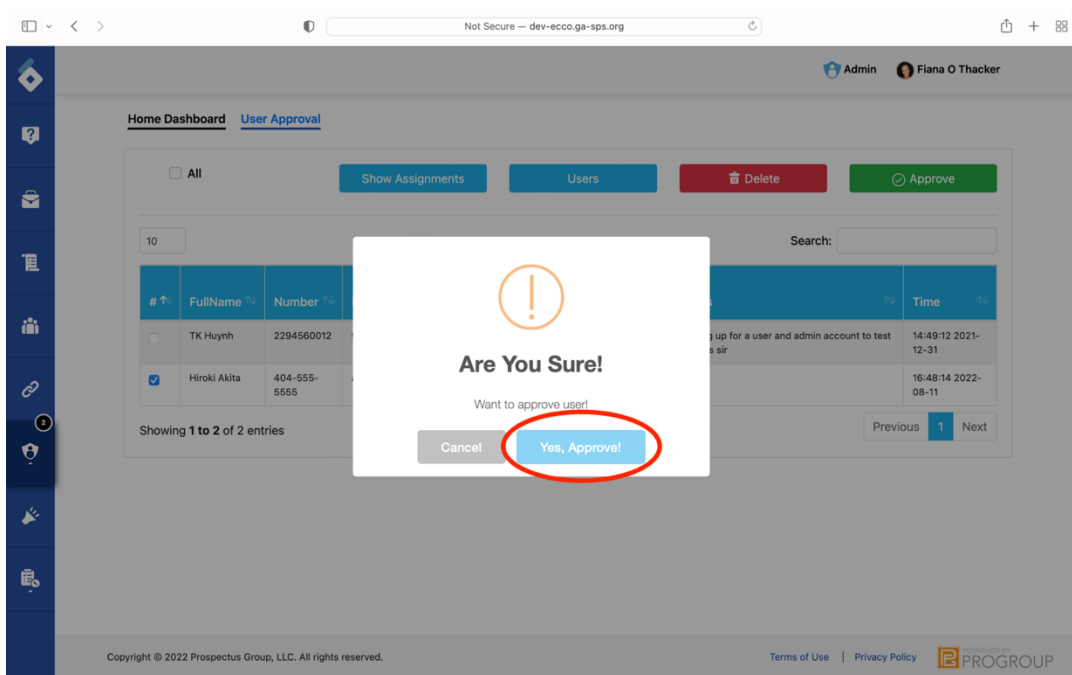 Not Secure — dev-ecco.ga-sps.org
Admin
Fiana O Thacker
Home Dashboard
User Approval
All
Show Assignments
Users
Delete
Approve
10
Search:
#
FullName
Number
Time
TK Huynh
2294560012
up for a user and admin account to test
sir
14:49:12 2021-
12-31
Hiroki Akita
404-555-
5555
16:48:14 2022-
08-11
Are You Sure!
Want to approve user!
Cancel
Yes, Approve!
Showing 1 to 2 of 2 entries
Previous
1
Next
2
Copyright © 2022 Prospectus Group, LLC. All rights reserved.
Terms of Use | Privacy Policy
POWERED BY
PROGROUP